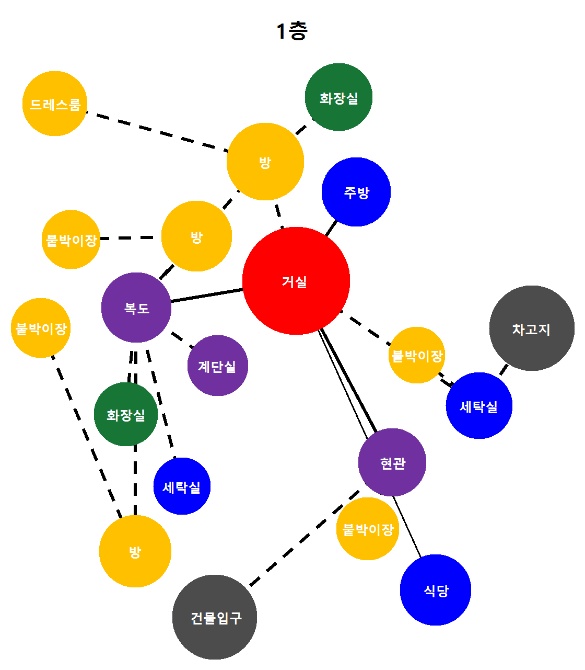 1층
드레스룸
화장실
방
주방
붙박이장
방
거실
복도
붙박이장
차고지
붙박이장
계단실
세탁실
화장실
현관
세탁실
붙박이장
방
식당
건물입구